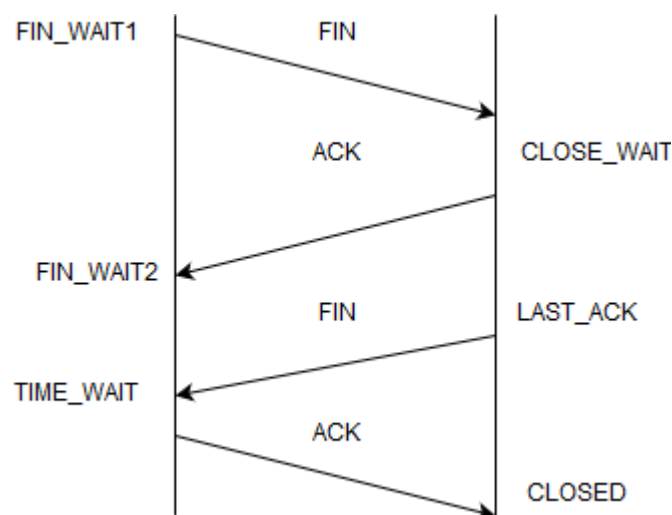 FIN_WAIT1
FIN
ACK
CLOSE_WAIT
FIN_WAIT2
FIN
LAST_ACK
TIME_WAIT
ACK
CLOSED